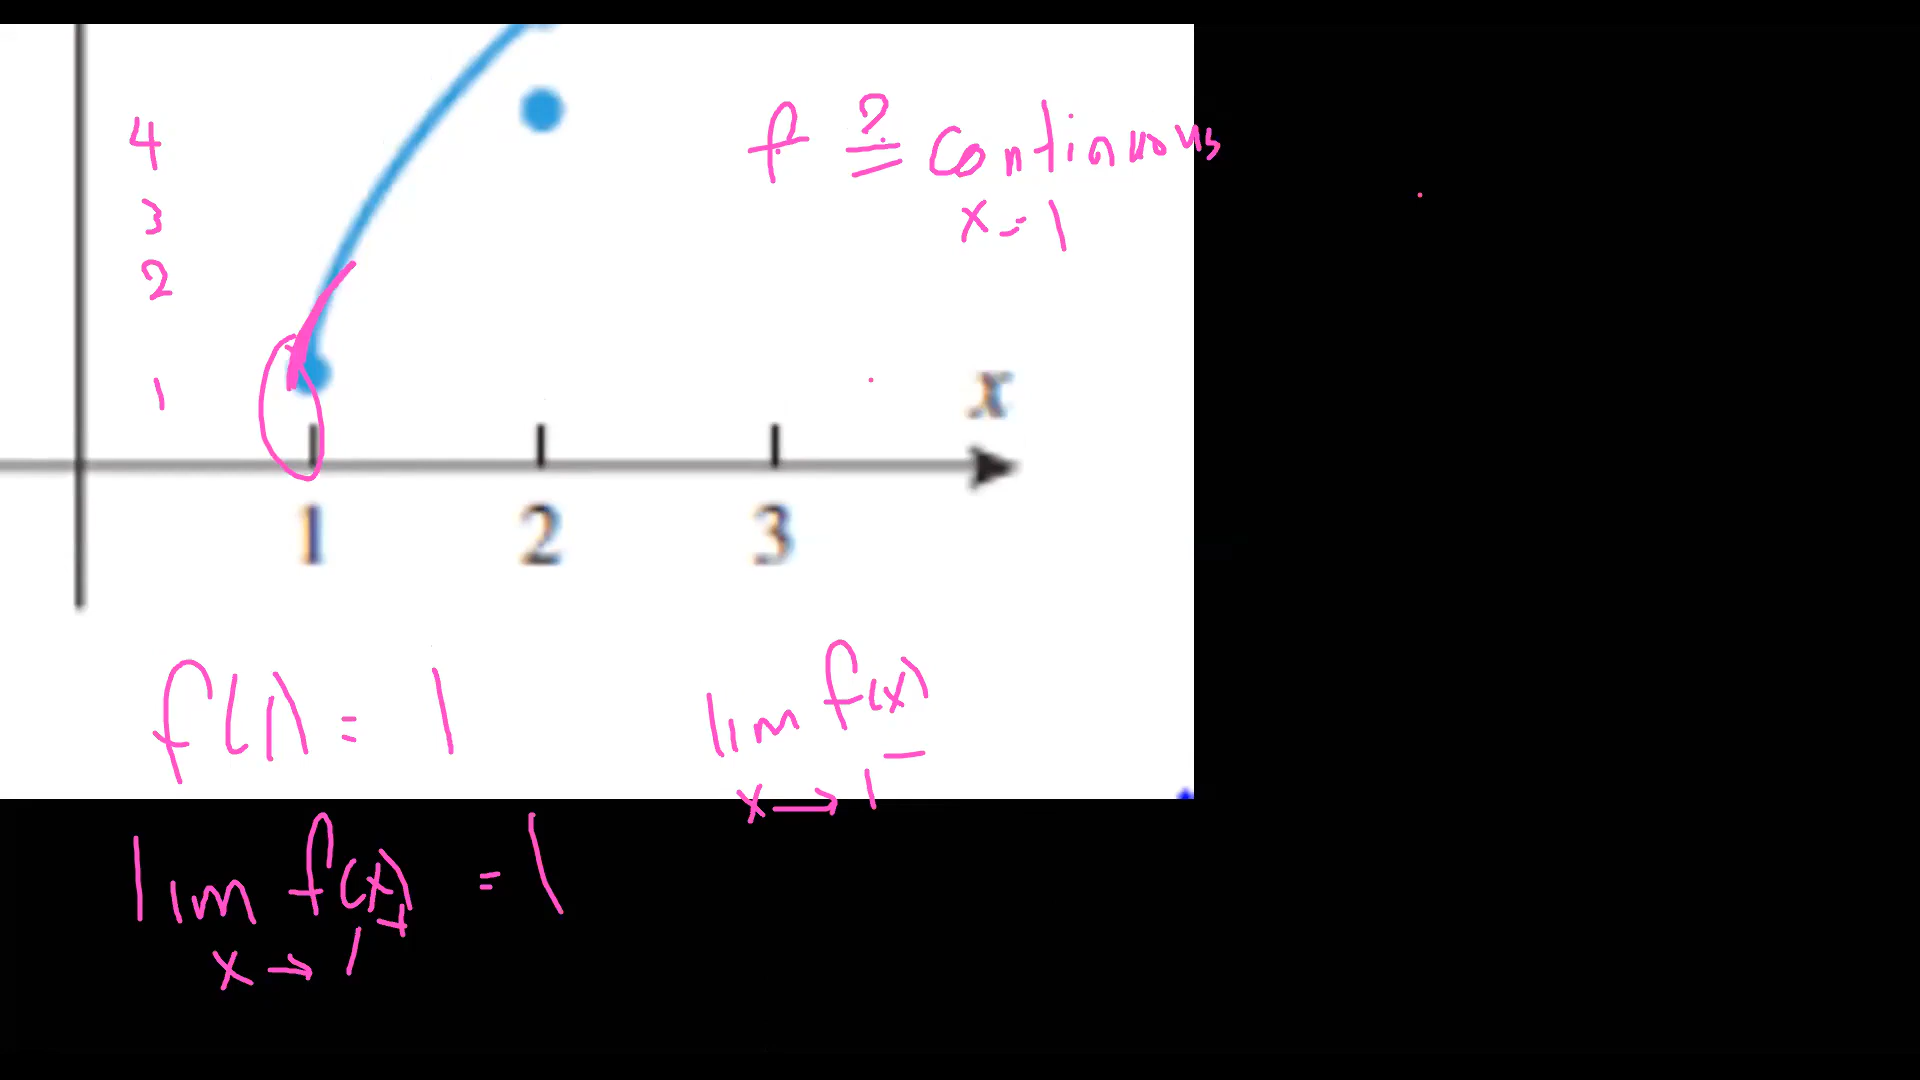 4
f ≟ continuous
3
x = 1
2
1
x
1 2 3
f(1) = 1
lim f(x)
x → 1⁻
lim f(x) = 1
x → 1⁺